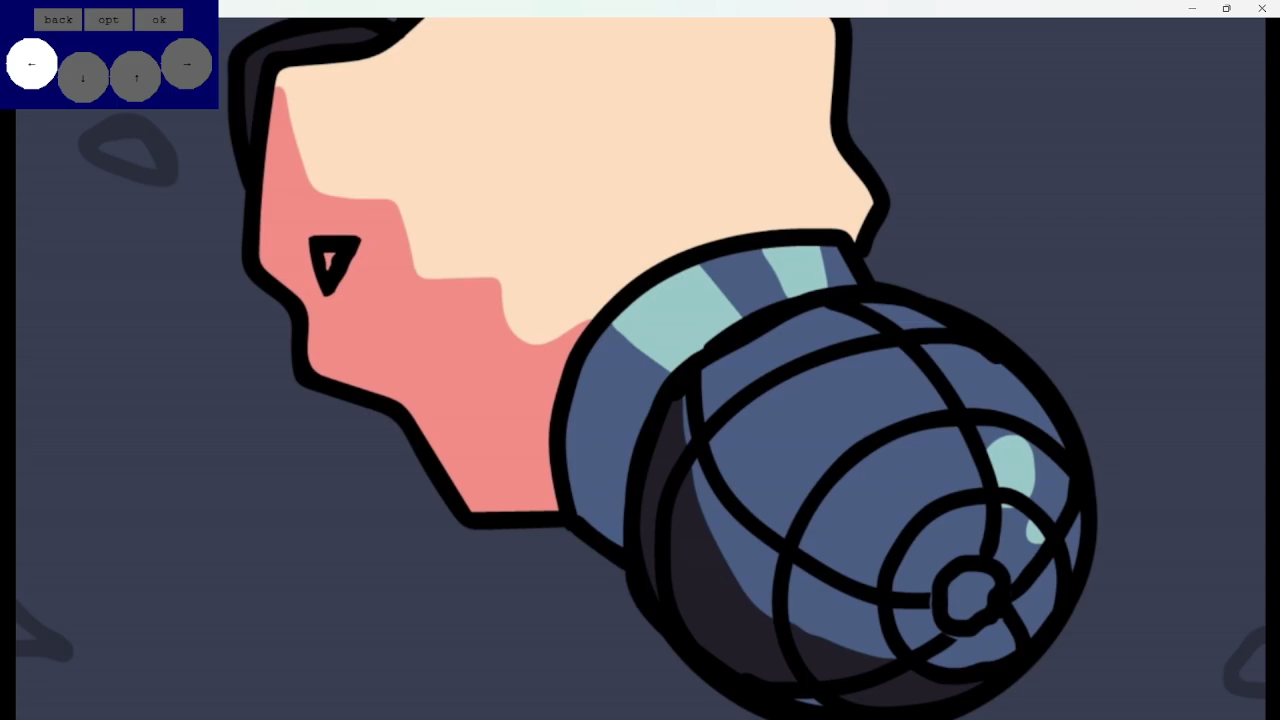 back opt ok
← ↓ ↑ →